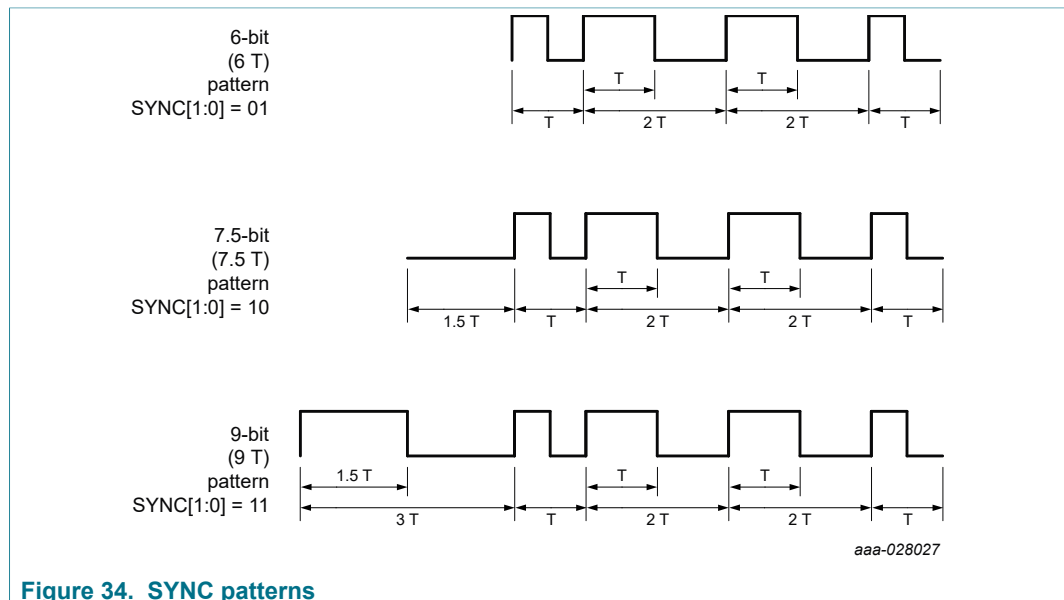 6-bit
(6 T)
pattern
SYNC[1:0] = 01
T T
T 2 T 2 T T
7.5-bit
(7.5 T)
pattern
SYNC[1:0] = 10
T T
1.5 T T 2 T 2 T T
9-bit
(9 T)
pattern
SYNC[1:0] = 11
1.5 T T T
3 T T 2 T 2 T T
aaa-028027
Figure 34. SYNC patterns